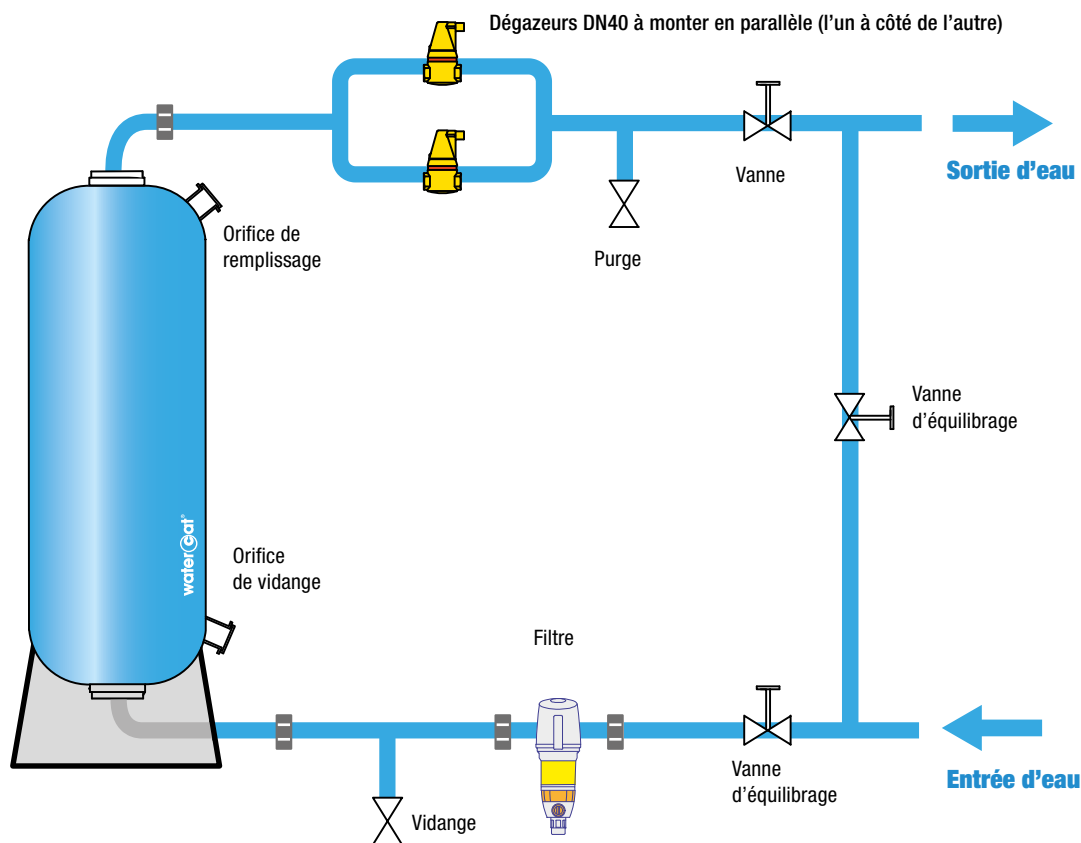 Dégazeurs DN40 à monter en parallèle (l'un à côté de l'autre)
Vanne
Sortie d'eau
Orifice de
remplissage
Purge
Vanne
d'équilibrage
watercat®
Orifice
de vidange
Filtre
Vanne
d'équilibrage
Entrée d'eau
Vidange